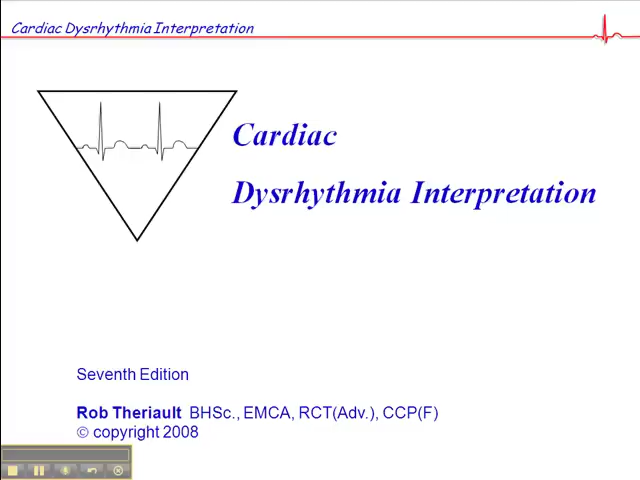 Cardiac Dysrhythmia Interpretation
Cardiac
Dysrhythmia Interpretation
Seventh Edition
Rob Theriault BHSc., EMCA, RCT(Adv.), CCP(F)
© copyright 2008